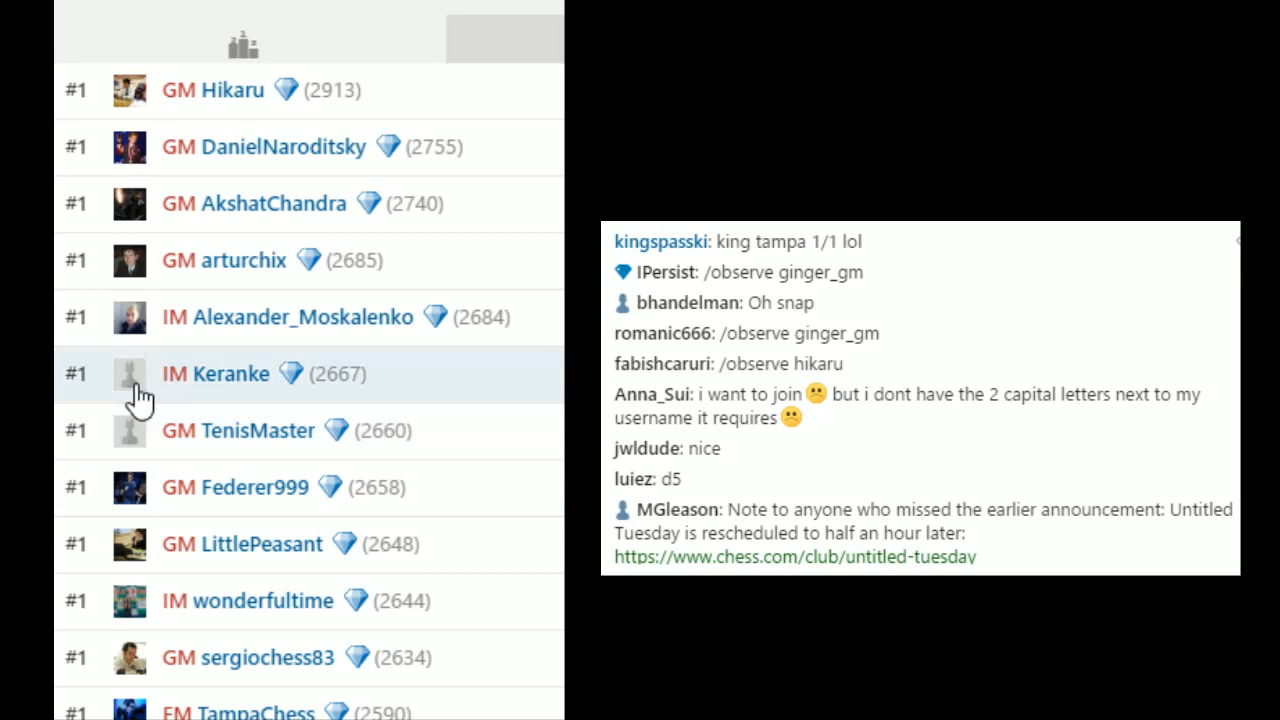 #1 GM Hikaru (2913)
#1 GM DanielNaroditsky (2755)
#1 GM AkshatChandra (2740)
#1 GM arturchix (2685)
#1 IM Alexander_Moskalenko (2684)
#1 IM Keranke (2667)
#1 GM TenisMaster (2660)
#1 GM Federer999 (2658)
#1 GM LittlePeasant (2648)
#1 IM wonderfultime (2644)
#1 GM sergiochess83 (2634)
#1 FM TampaChess (2590)
kingspasski: king tampa 1/1 lol
IPersist: /observe ginger_gm
bhandelman: Oh snap
romanic666: /observe ginger_gm
fabishcaruri: /observe hikaru
Anna_Sui: i want to join 🙁 but i dont have the 2 capital letters next to my
username it requires 🙁
jwldude: nice
luiez: d5
MGleason: Note to anyone who missed the earlier announcement: Untitled
Tuesday is rescheduled to half an hour later:
https://www.chess.com/club/untitled-tuesday